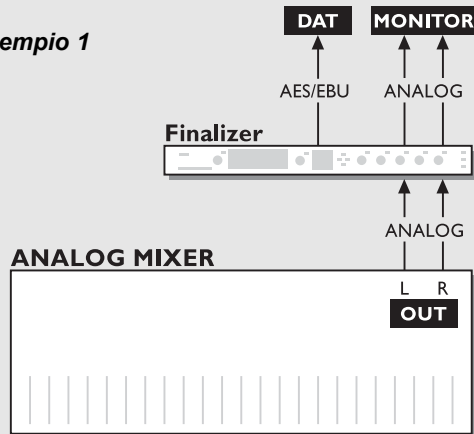 DAT MONITOR
empio 1
AES/EBU ANALOG
Finalizer
ANALOG
ANALOG MIXER
L R
OUT